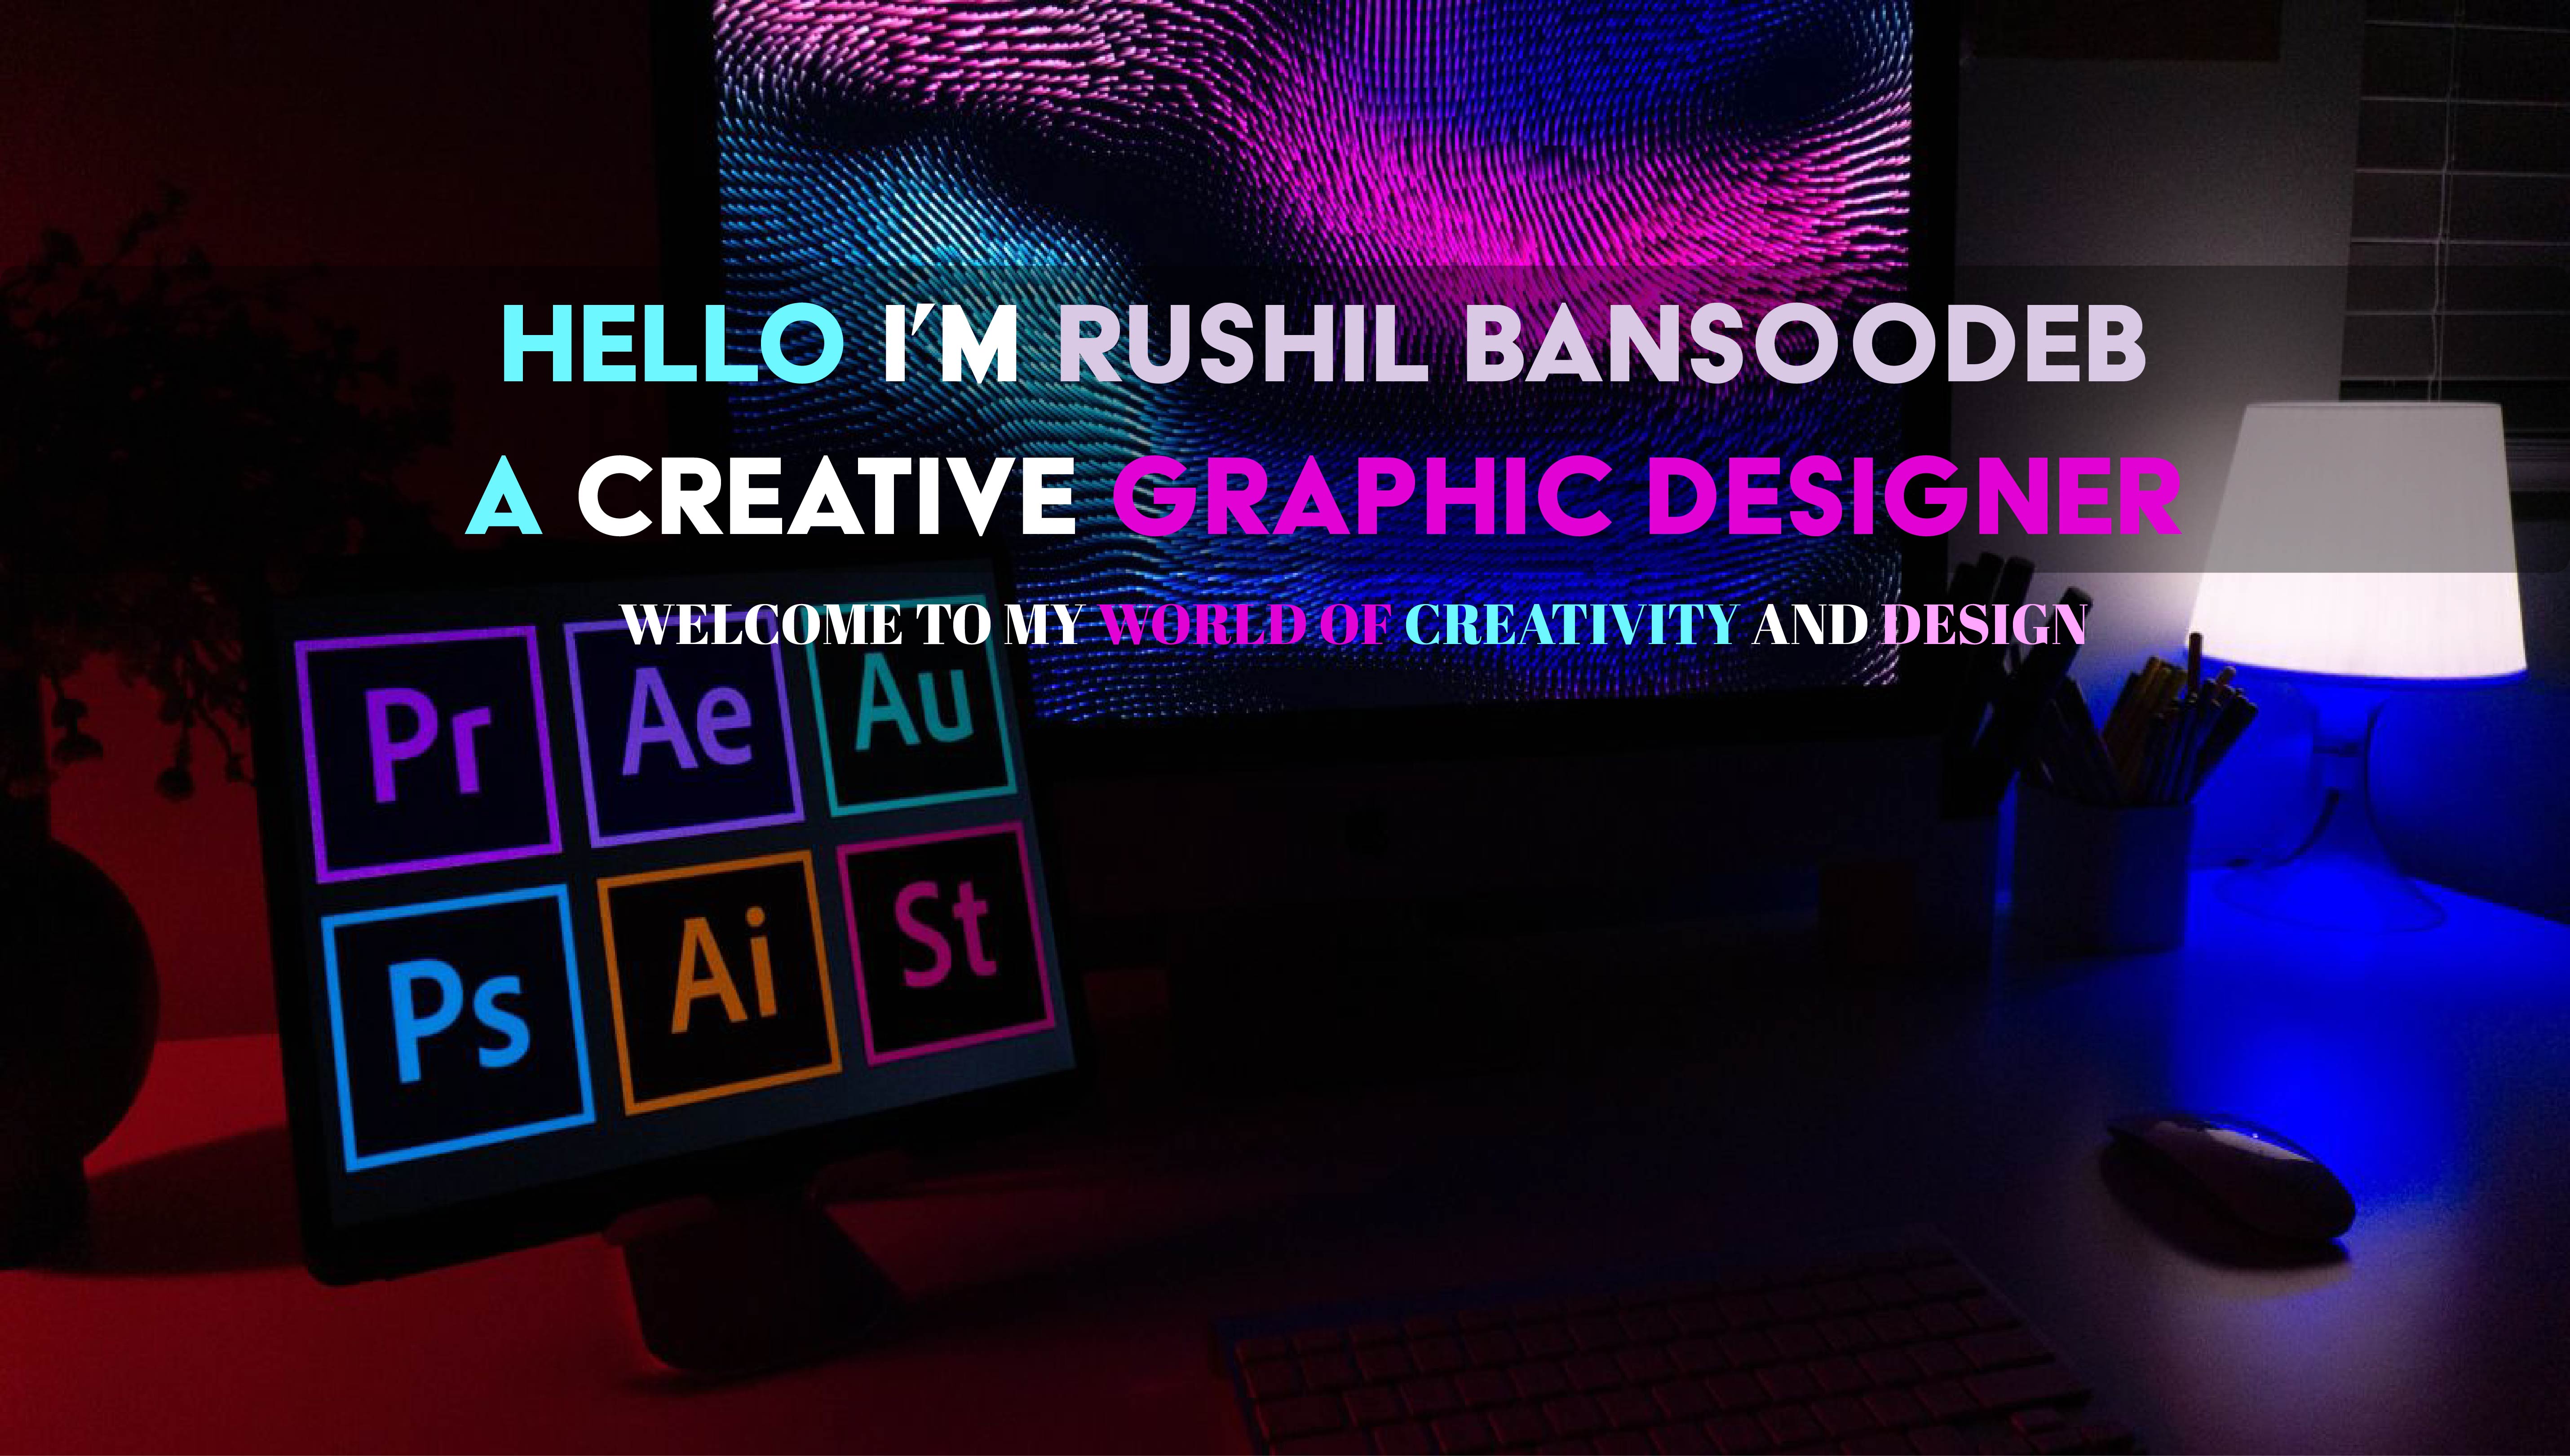 HELLO I'M RUSHIL BANSOODEB
A CREATIVE GRAPHIC DESIGNER
WELCOME TO MY WORLD OF CREATIVITY AND DESIGN
Pr Ae Au
Ps Ai St